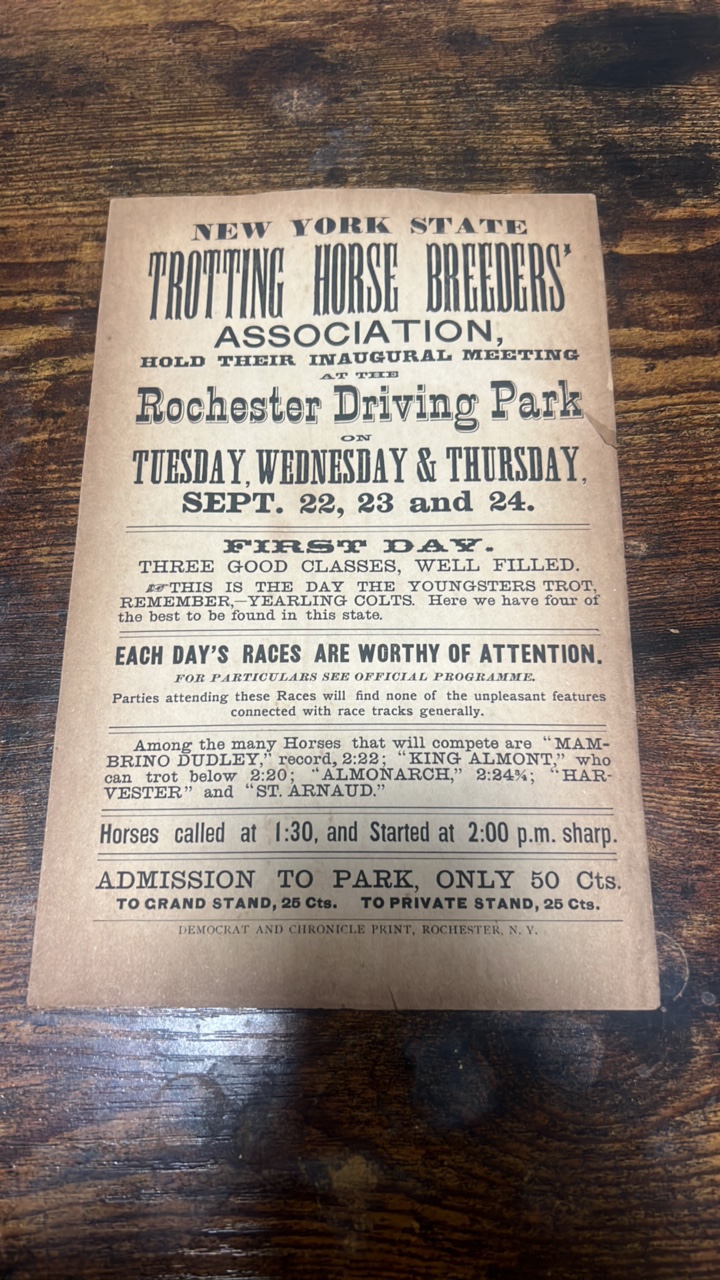 NEW YORK STATE
TROTTING HORSE BREEDERS'
ASSOCIATION,
HOLD THEIR INAUGURAL MEETING
AT THE
Rochester Driving Park
ON
TUESDAY, WEDNESDAY & THURSDAY,
SEPT. 22, 23 and 24.
FIRST DAY.
THREE GOOD CLASSES, WELL FILLED.
☞THIS IS THE DAY THE YOUNGSTERS TROT,
REMEMBER,—YEARLING COLTS. Here we have four of
the best to be found in this state.
EACH DAY'S RACES ARE WORTHY OF ATTENTION.
FOR PARTICULARS SEE OFFICIAL PROGRAMME.
Parties attending these Races will find none of the unpleasant features
connected with race tracks generally.
Among the many Horses that will compete are "MAM-
BRINO DUDLEY," record, 2:22; "KING ALMONT," who
can trot below 2:20; "ALMONARCH," 2:24¾; "HAR-
VESTER" and "ST. ARNAUD."
Horses called at 1:30, and Started at 2:00 p.m. sharp.
ADMISSION TO PARK, ONLY 50 Cts.
TO GRAND STAND, 25 Cts. TO PRIVATE STAND, 25 Cts.
DEMOCRAT AND CHRONICLE PRINT, ROCHESTER, N. Y.